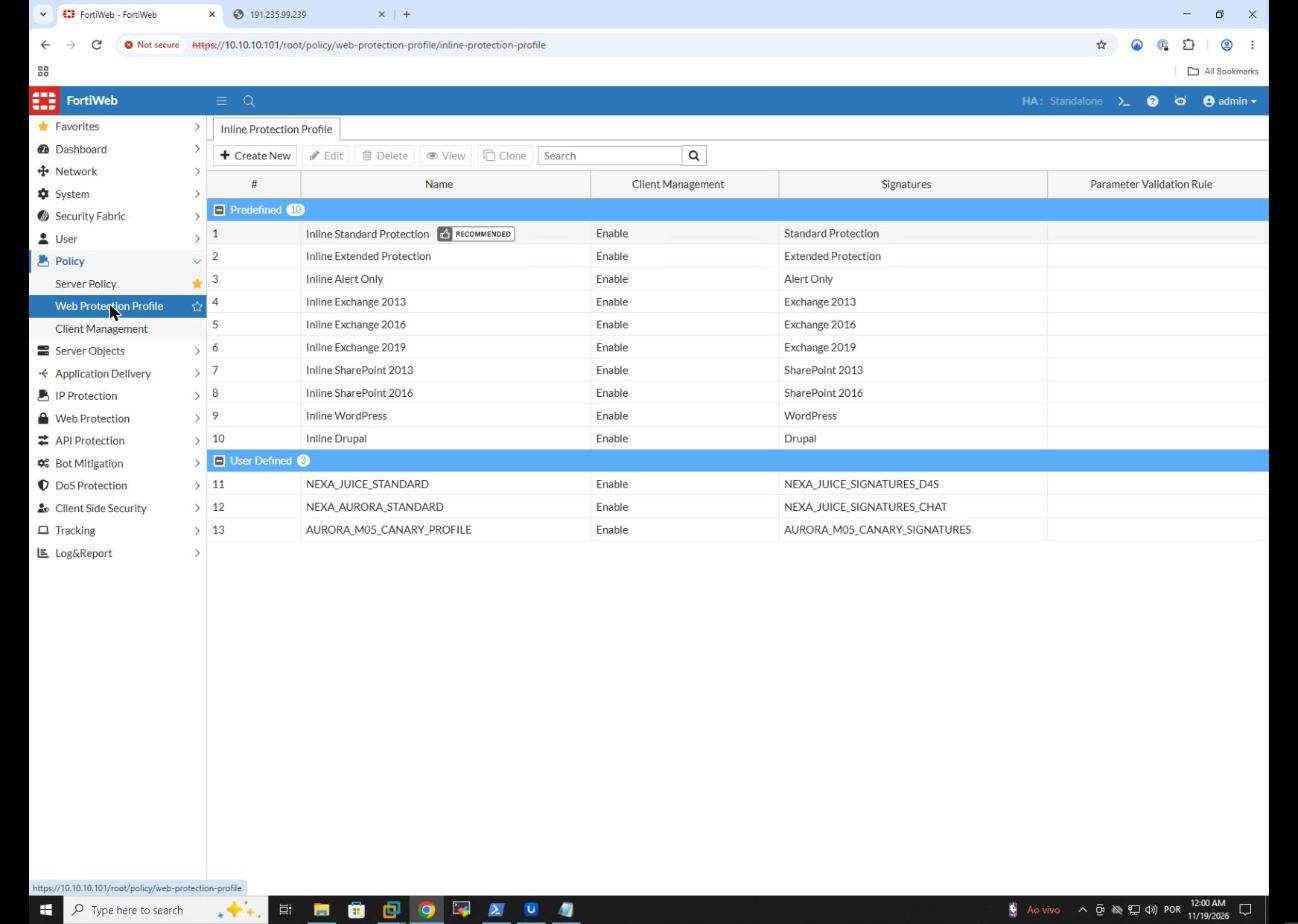 FortiWeb - FortiWeb
191.235.99.239
Not secure https://10.10.10.101/root/policy/web-protection-profile/inline-protection-profile
All Bookmarks
FortiWeb
HA: Standalone
admin
Favorites
Dashboard
Network
System
Security Fabric
User
Policy
Server Policy
Web Protection Profile
Client Management
Server Objects
Application Delivery
IP Protection
Web Protection
API Protection
Bot Mitigation
DoS Protection
Client Side Security
Tracking
Log&Report
Inline Protection Profile
Create New Edit Delete View Clone Search
# Name Client Management Signatures Parameter Validation Rule
Predefined 10
1 Inline Standard Protection RECOMMENDED Enable Standard Protection
2 Inline Extended Protection Enable Extended Protection
3 Inline Alert Only Enable Alert Only
4 Inline Exchange 2013 Enable Exchange 2013
5 Inline Exchange 2016 Enable Exchange 2016
6 Inline Exchange 2019 Enable Exchange 2019
7 Inline SharePoint 2013 Enable SharePoint 2013
8 Inline SharePoint 2016 Enable SharePoint 2016
9 Inline WordPress Enable WordPress
10 Inline Drupal Enable Drupal
User Defined 3
11 NEXA_JUICE_STANDARD Enable NEXA_JUICE_SIGNATURES_D4S
12 NEXA_AURORA_STANDARD Enable NEXA_JUICE_SIGNATURES_CHAT
13 AURORA_M05_CANARY_PROFILE Enable AURORA_M05_CANARY_SIGNATURES
https://10.10.10.101/root/policy/web-protection-profile
Type here to search
Ao vivo
POR
12:00 AM
11/19/2026